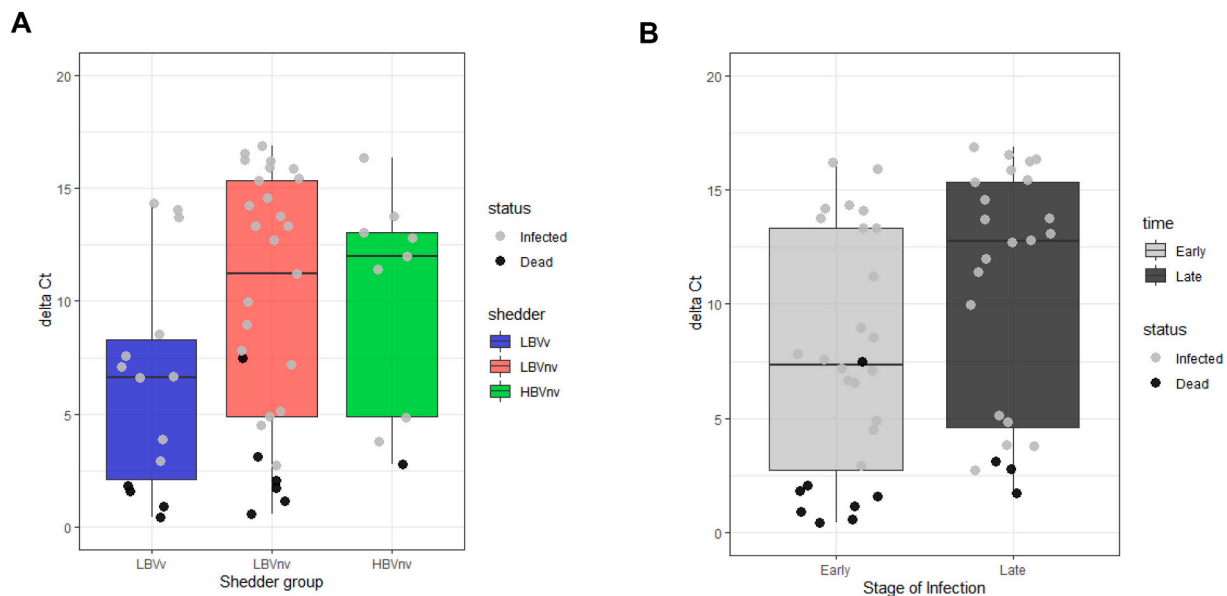 A
20
15
10
5
0
delta Ct
LBVv
LBVnv
HBVnv
Shedder group
status
Infected
Dead
shedder
LBVv
LBVnv
HBVnv
B
20
15
10
5
0
delta Ct
Early
Late
Stage of Infection
time
Early
Late
status
Infected
Dead